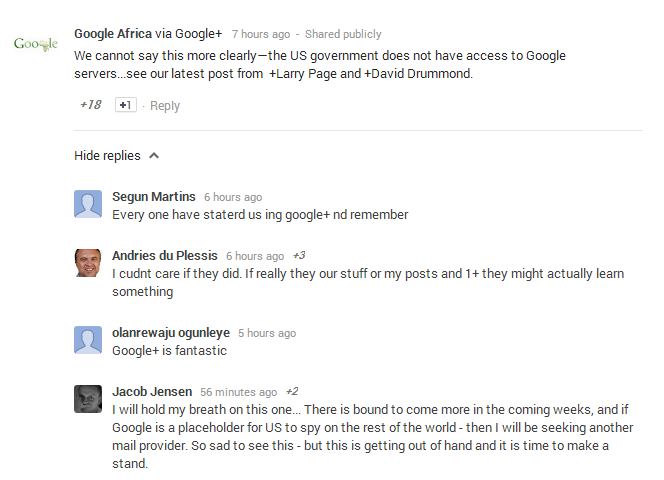 Google
Google Africa via Google+ 7 hours ago - Shared publicly
We cannot say this more clearly—the US government does not have access to Google
servers...see our latest post from +Larry Page and +David Drummond.
+18 +1 · Reply
Hide replies
Segun Martins 6 hours ago
Every one have staterd us ing google+ nd remember
Andries du Plessis 6 hours ago +3
I cudnt care if they did. If really they our stuff or my posts and 1+ they might actually learn
something
olanrewaju ogunleye 5 hours ago
Google+ is fantastic
Jacob Jensen 56 minutes ago +2
I will hold my breath on this one... There is bound to come more in the coming weeks, and if
Google is a placeholder for US to spy on the rest of the world - then I will be seeking another
mail provider. So sad to see this - but this is getting out of hand and it is time to make a
stand.